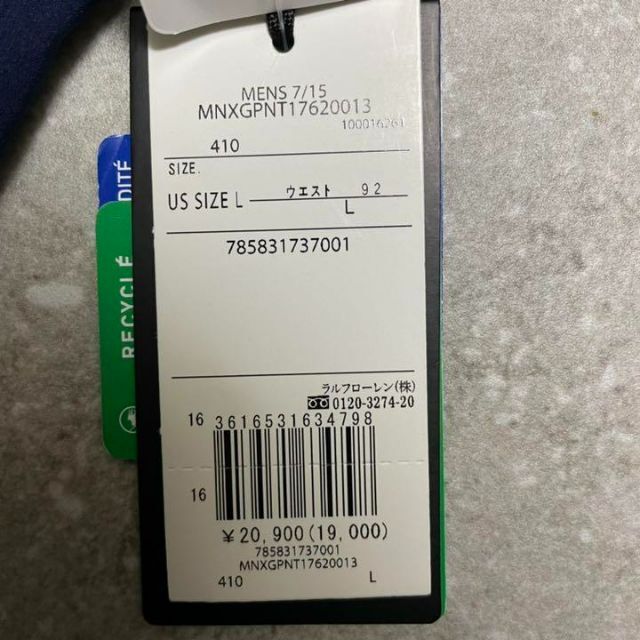 MENS 7/15
MNXGPNT17620013
100016261
410
SIZE.
US SIZE L ウエスト 92
L
785831737001
ラルフローレン(株)
0120-3274-20
16 3616531634798
16
¥20,900(19,000)
785831737001
MNXGPNT17620013
410 L
DITÉ
RECYCLÉ